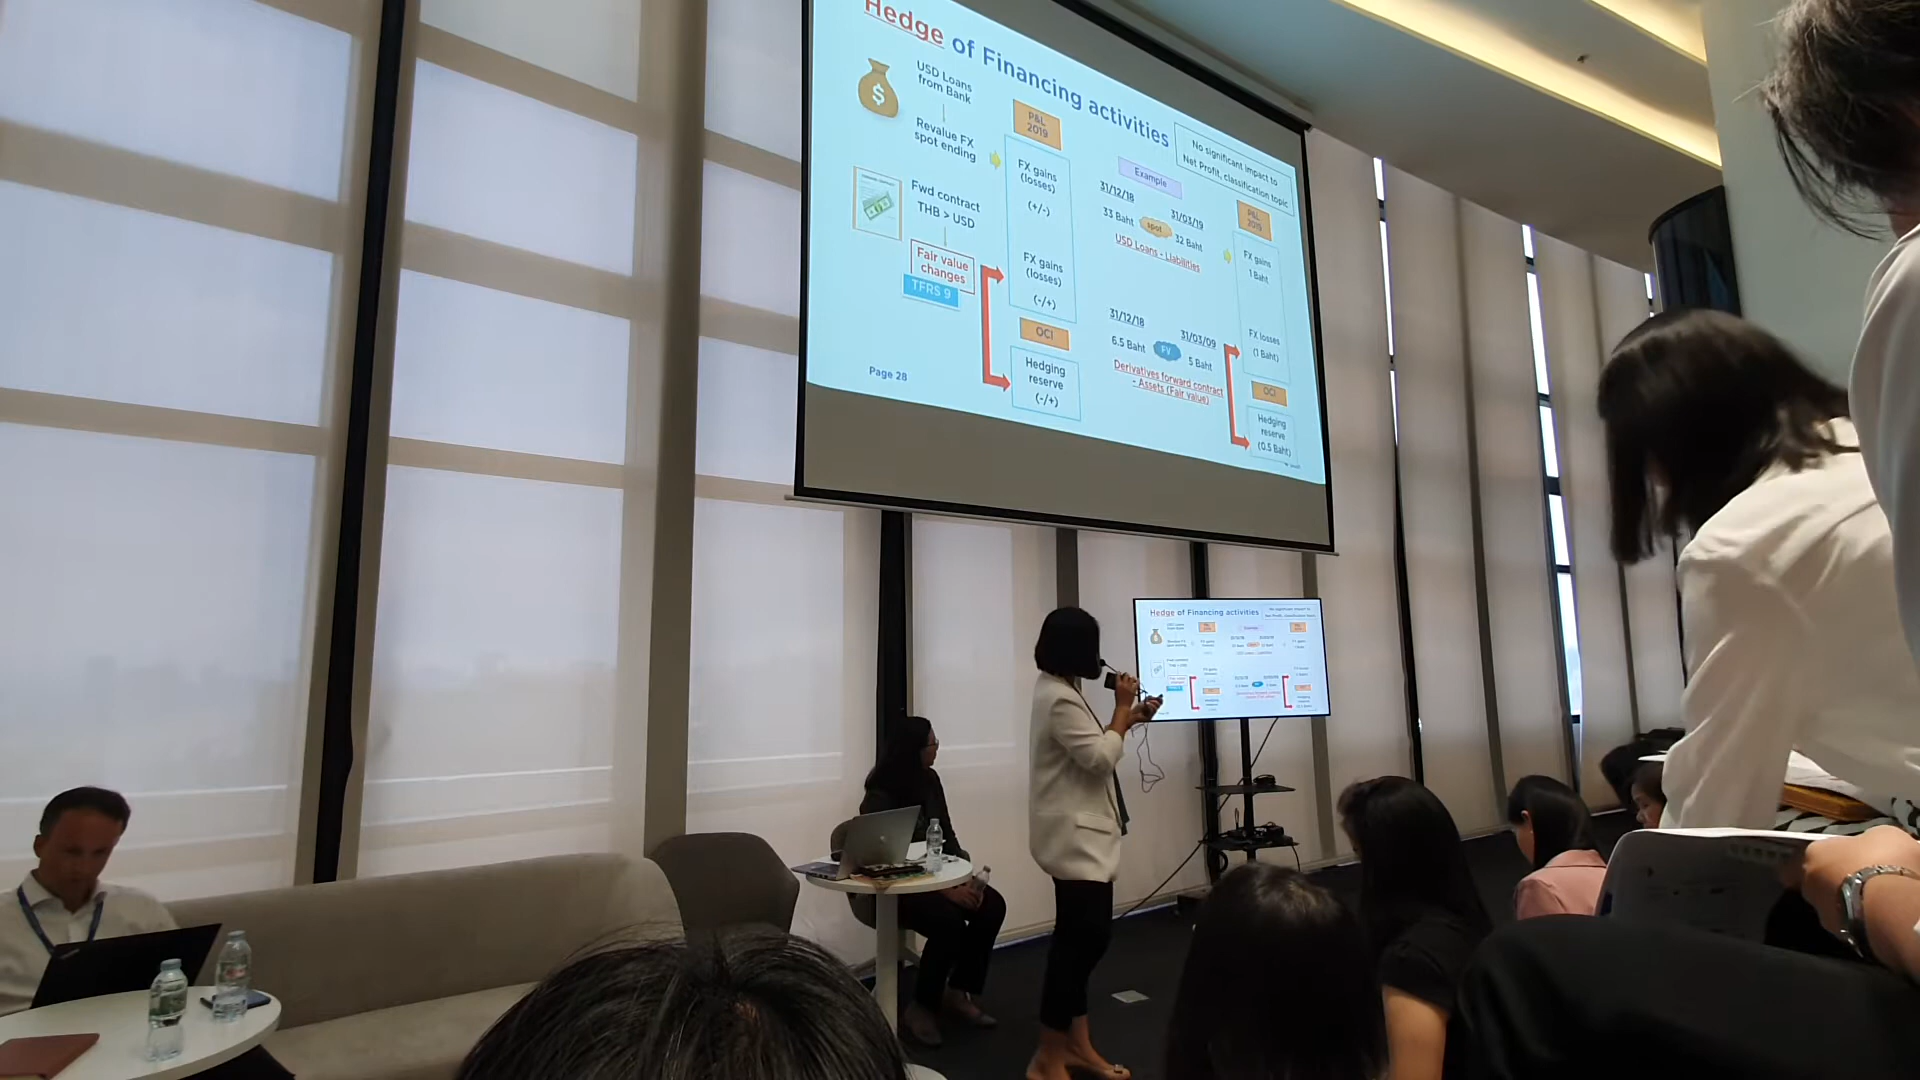 Hedge of Financing activities
No significant impact to
Net Profit, classification topic
USD Loans
from Bank
Revalue FX
spot ending
P&L
2019
FX gains
(losses)
(+/-)
Fwd contract
THB > USD
Fair value
changes
TFRS 9
FX gains
(losses)
(-/+)
OCI
Hedging
reserve
(-/+)
Page 28
Example
31/12/18
31/03/19
33 Baht
spot
32 Baht
USD Loans - Liabilities
P&L
2019
FX gains
1 Baht
31/12/18
31/03/09
6.5 Baht
FV
5 Baht
Derivatives forward contract
- Assets (Fair value)
FX losses
(1 Baht)
OCI
Hedging
reserve
(0.5 Baht)
Hedge of Financing activities